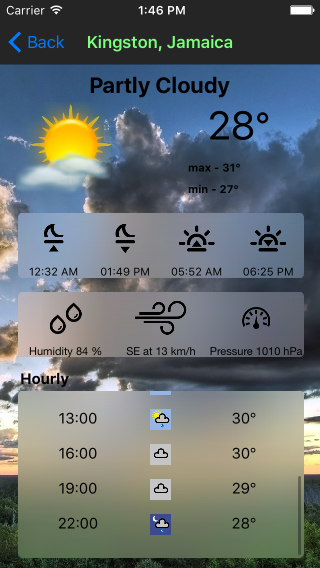 Carrier 1:46 PM
Back Kingston, Jamaica
Partly Cloudy
28°
max - 31°
min - 27°
12:32 AM 01:49 PM 05:52 AM 06:25 PM
Humidity 84 % SE at 13 km/h Pressure 1010 hPa
Hourly
13:00 30°
16:00 30°
19:00 29°
22:00 28°